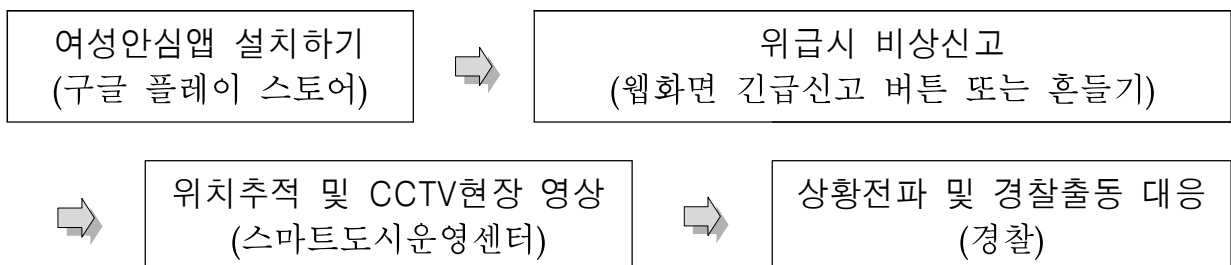 여성안심앱 설치하기
(구글 플레이 스토어)
위급시 비상신고
(웹화면 긴급신고 버튼 또는 흔들기)
위치추적 및 CCTV현장 영상
(스마트도시운영센터)
상황전파 및 경찰출동 대응
(경찰)